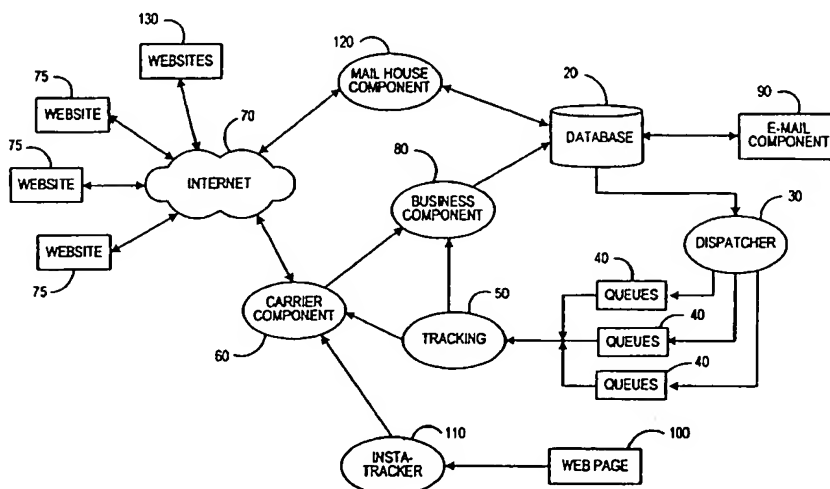 130
WEBSITES
120
MAIL HOUSE
COMPONENT
75
WEBSITE
70
20
DATABASE
90
E-MAIL
COMPONENT
75
WEBSITE
INTERNET
80
BUSINESS
COMPONENT
30
DISPATCHER
WEBSITE
75
CARRIER
COMPONENT
60
50
TRACKING
40
QUEUES
40
QUEUES
40
QUEUES
110
INSTA-
TRACKER
100
WEB PAGE